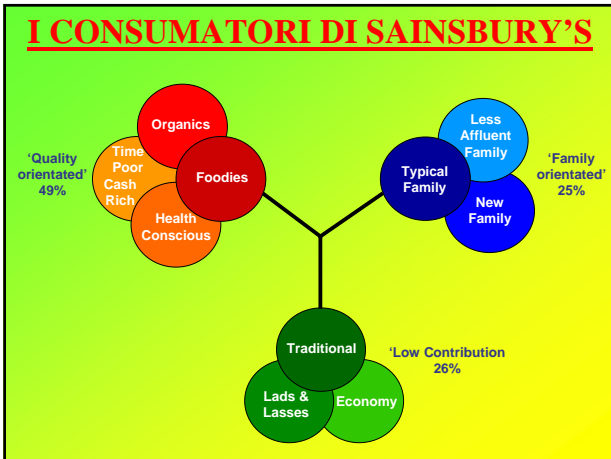 I CONSUMATORI DI SAINSBURY'S
'Quality
orientated'
49%
Organics
Time
Poor
Cash
Rich
Foodies
Health
Conscious
Less
Affluent
Family
Typical
Family
New
Family
'Family
orientated'
25%
Traditional
Lads &
Lasses
Economy
'Low Contribution
26%